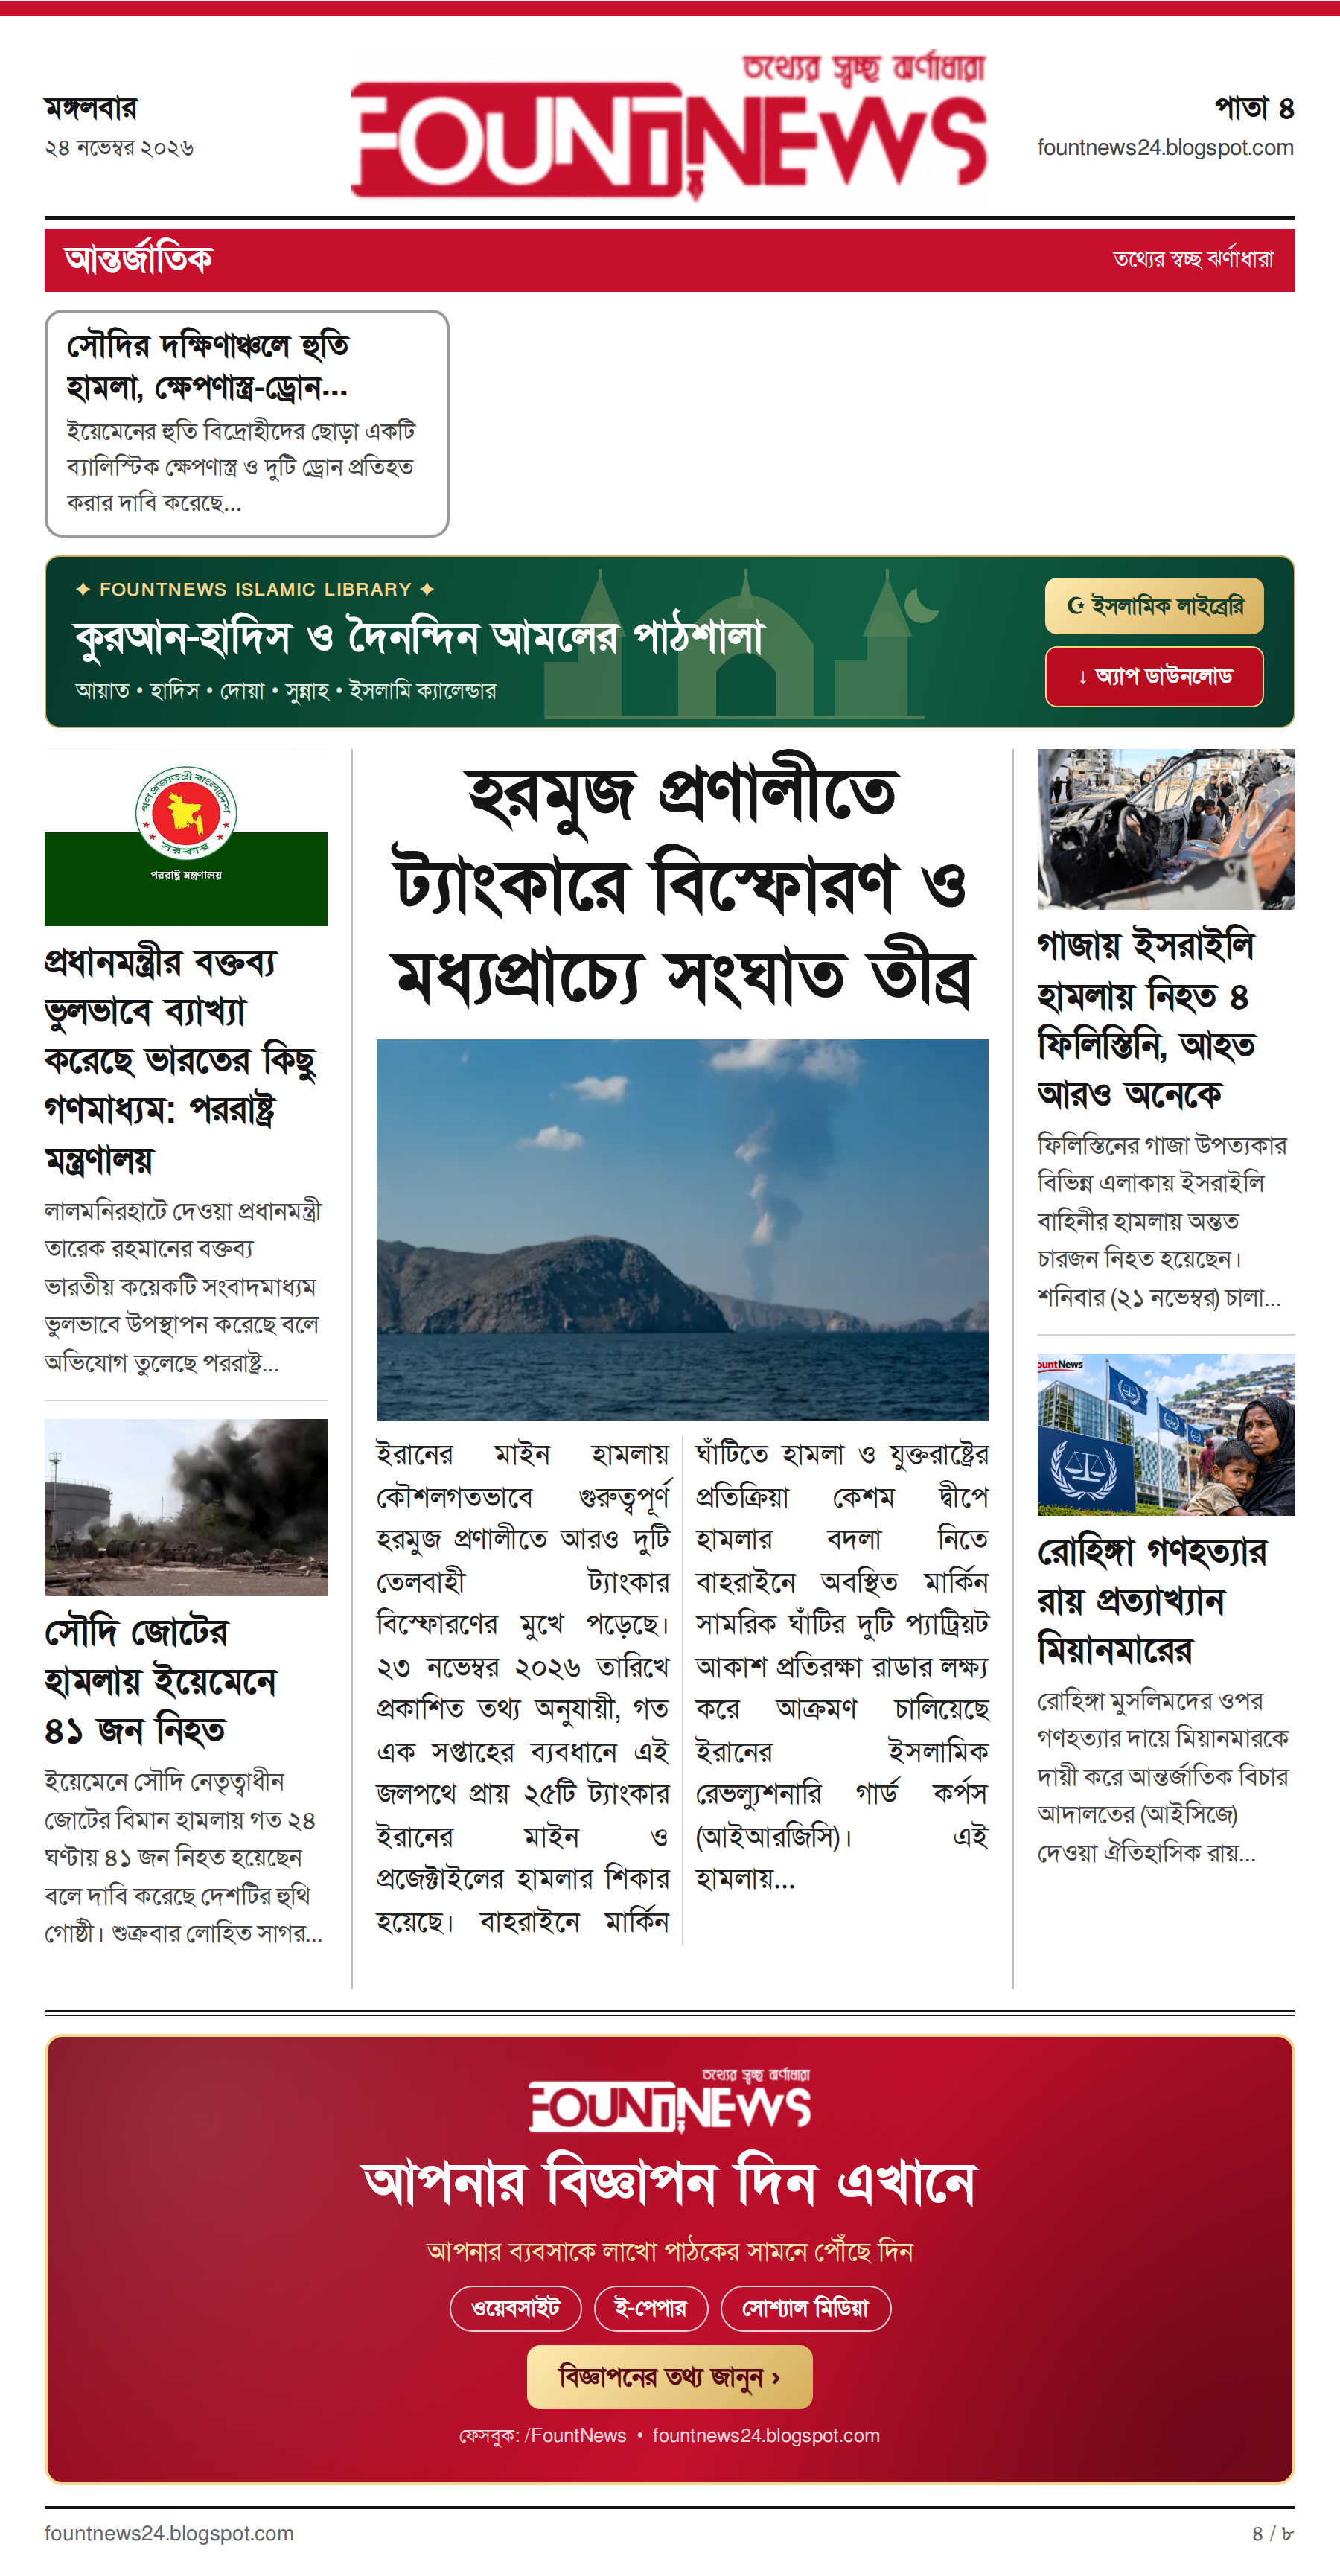 মঙ্গলবার
২৪ নভেম্বর ২০২৬
তথ্যের স্বচ্ছ ঝর্ণাধারা
FOUNTNEWS
পাতা ৪
fountnews24.blogspot.com
আন্তর্জাতিক
তথ্যের স্বচ্ছ ঝর্ণাধারা
সৌদির দক্ষিণাঞ্চলে হুতি
হামলা, ক্ষেপণাস্ত্র-ড্রোন...
ইয়েমেনের হুতি বিদ্রোহীদের ছোড়া একটি
ব্যালিস্টিক ক্ষেপণাস্ত্র ও দুটি ড্রোন প্রতিহত
করার দাবি করেছে...
✦ FOUNTNEWS ISLAMIC LIBRARY ✦
কুরআন-হাদিস ও দৈনন্দিন আমলের পাঠশালা
আয়াত • হাদিস • দোয়া • সুন্নাহ • ইসলামি ক্যালেন্ডার
☪ ইসলামিক লাইব্রেরি
↓ অ্যাপ ডাউনলোড
গণপ্রজাতন্ত্রী বাংলাদেশ
সরকার
পররাষ্ট্র মন্ত্রণালয়
প্রধানমন্ত্রীর বক্তব্য
ভুলভাবে ব্যাখ্যা
করেছে ভারতের কিছু
গণমাধ্যম: পররাষ্ট্র
মন্ত্রণালয়
লালমনিরহাটে দেওয়া প্রধানমন্ত্রী
তারেক রহমানের বক্তব্য
ভারতীয় কয়েকটি সংবাদমাধ্যম
ভুলভাবে উপস্থাপন করেছে বলে
অভিযোগ তুলেছে পররাষ্ট্র...
সৌদি জোটের
হামলায় ইয়েমেনে
৪১ জন নিহত
ইয়েমেনে সৌদি নেতৃত্বাধীন
জোটের বিমান হামলায় গত ২৪
ঘণ্টায় ৪১ জন নিহত হয়েছেন
বলে দাবি করেছে দেশটির হুথি
গোষ্ঠী। শুক্রবার লোহিত সাগর...
হরমুজ প্রণালীতে
ট্যাংকারে বিস্ফোরণ ও
মধ্যপ্রাচ্যে সংঘাত তীব্র
ইরানের মাইন হামলায়
কৌশলগতভাবে গুরুত্বপূর্ণ
হরমুজ প্রণালীতে আরও দুটি
তেলবাহী ট্যাংকার
বিস্ফোরণের মুখে পড়েছে।
২৩ নভেম্বর ২০২৬ তারিখে
প্রকাশিত তথ্য অনুযায়ী, গত
এক সপ্তাহের ব্যবধানে এই
জলপথে প্রায় ২৫টি ট্যাংকার
ইরানের মাইন ও
প্রজেক্টাইলের হামলার শিকার
হয়েছে। বাহরাইনে মার্কিন
ঘাঁটিতে হামলা ও যুক্তরাষ্ট্রের
প্রতিক্রিয়া কেশম দ্বীপে
হামলার বদলা নিতে
বাহরাইনে অবস্থিত মার্কিন
সামরিক ঘাঁটির দুটি প্যাট্রিয়ট
আকাশ প্রতিরক্ষা রাডার লক্ষ্য
করে আক্রমণ চালিয়েছে
ইরানের ইসলামিক
রেভল্যুশনারি গার্ড কর্পস
(আইআরজিসি)। এই
হামলায়...
গাজায় ইসরাইলি
হামলায় নিহত ৪
ফিলিস্তিনি, আহত
আরও অনেকে
ফিলিস্তিনের গাজা উপত্যকার
বিভিন্ন এলাকায় ইসরাইলি
বাহিনীর হামলায় অন্তত
চারজন নিহত হয়েছেন।
শনিবার (২১ নভেম্বর) চালা...
ountNews
রোহিঙ্গা গণহত্যার
রায় প্রত্যাখ্যান
মিয়ানমারের
রোহিঙ্গা মুসলিমদের ওপর
গণহত্যার দায়ে মিয়ানমারকে
দায়ী করে আন্তর্জাতিক বিচার
আদালতের (আইসিজে)
দেওয়া ঐতিহাসিক রায়...
তথ্যের স্বচ্ছ ঝর্ণাধারা
FOUNTNEWS
আপনার বিজ্ঞাপন দিন এখানে
আপনার ব্যবসাকে লাখো পাঠকের সামনে পৌঁছে দিন
ওয়েবসাইট
ই-পেপার
সোশ্যাল মিডিয়া
বিজ্ঞাপনের তথ্য জানুন ›
ফেসবুক: /FountNews • fountnews24.blogspot.com
fountnews24.blogspot.com
৪ / ৮